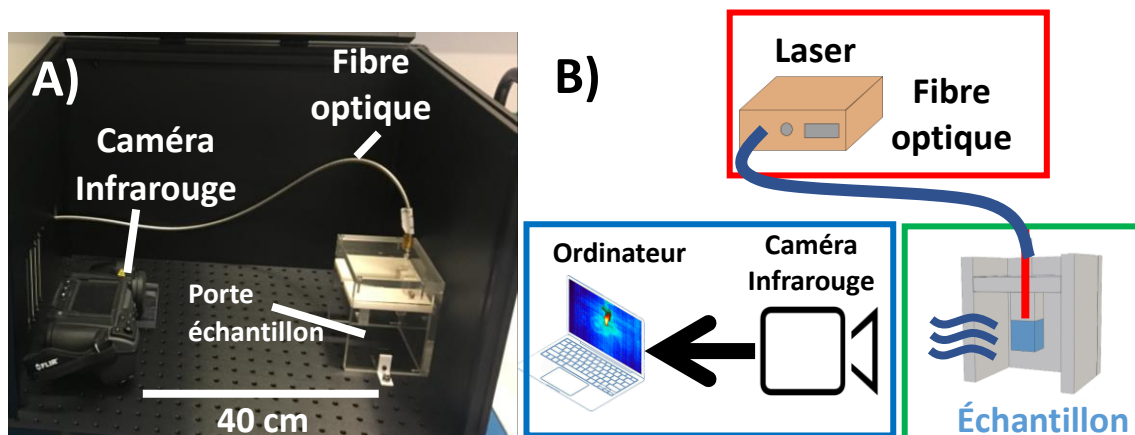 A)
Fibre
optique
Caméra
Infrarouge
Porte
échantillon
FLIR
40 cm
B)
Laser
Fibre
optique
Ordinateur
Caméra
Infrarouge
Échantillon